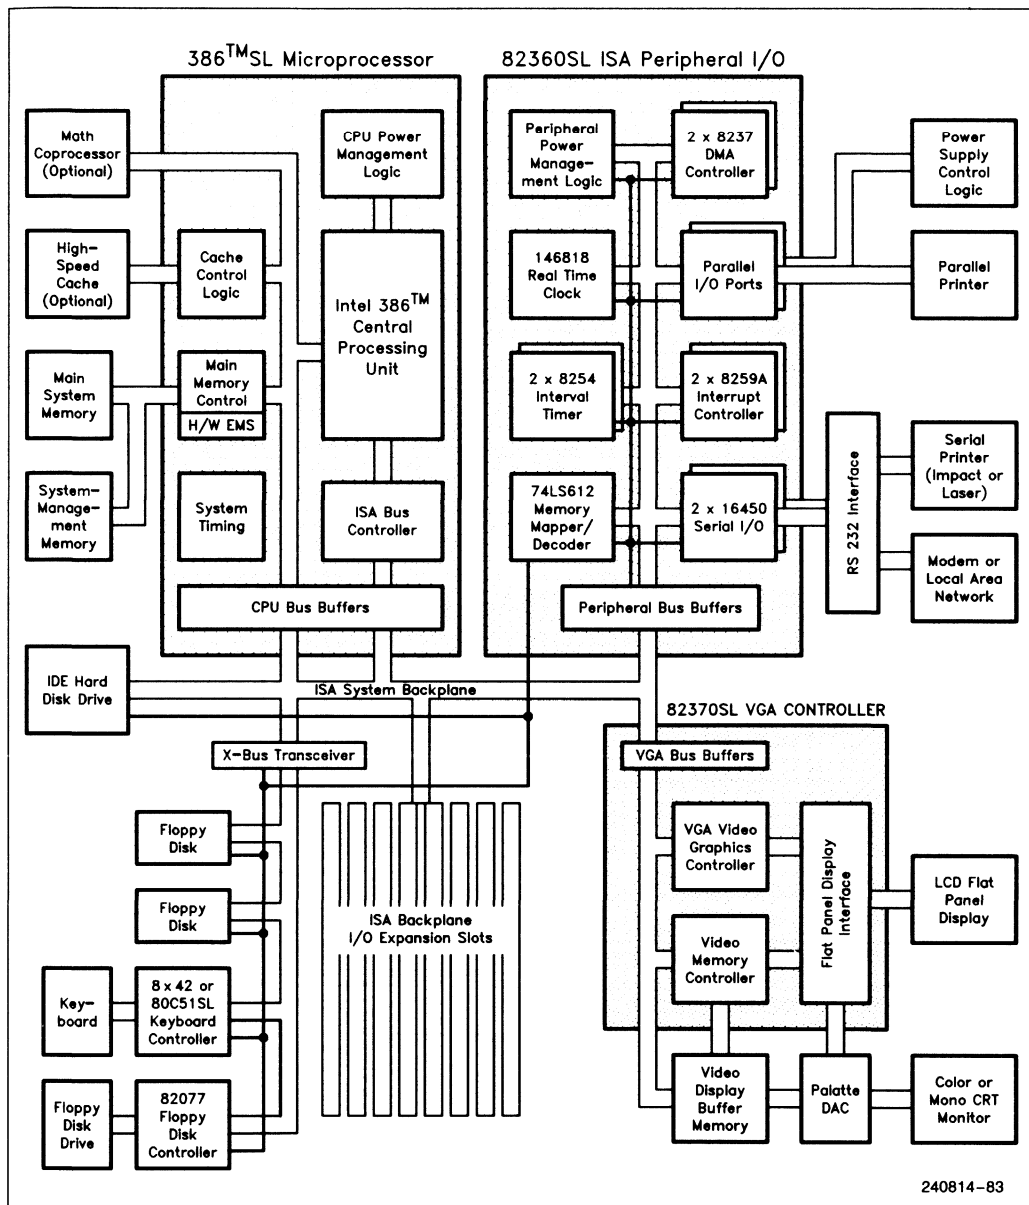 386TM SL Microprocessor
82360SL ISA Peripheral I/O
Math
Coprocessor
(Optional)
CPU Power
Management
Logic
Peripheral
Power
Manage-
ment Logic
2 x 8237
DMA
Controller
Power
Supply
Control
Logic
High-
Speed
Cache
(Optional)
Cache
Control
Logic
Intel 386TM
Central
Processing
Unit
146818
Real Time
Clock
Parallel
I/O Ports
Parallel
Printer
Main
System
Memory
Main
Memory
Control
H/W EMS
2 x 8254
Interval
Timer
2 x 8259A
Interrupt
Controller
System-
Manage-
ment
Memory
System
Timing
ISA Bus
Controller
74LS612
Memory
Mapper/
Decoder
2 x 16450
Serial I/O
RS 232 Interface
Serial
Printer
(Impact or
Laser)
Modem or
Local Area
Network
CPU Bus Buffers
Peripheral Bus Buffers
IDE Hard
Disk Drive
ISA System Backplane
82370SL VGA CONTROLLER
X-Bus Transceiver
VGA Bus Buffers
Floppy
Disk
VGA Video
Graphics
Controller
Flat Panel Display
Interface
LCD Flat
Panel
Display
Floppy
Disk
ISA Backplane
I/O Expansion Slots
Video
Memory
Controller
Key-
board
8 x 42 or
80C51SL
Keyboard
Controller
Floppy
Disk
Drive
82077
Floppy
Disk
Controller
Video
Display
Buffer
Memory
Palatte
DAC
Color or
Mono CRT
Monitor
240814-83